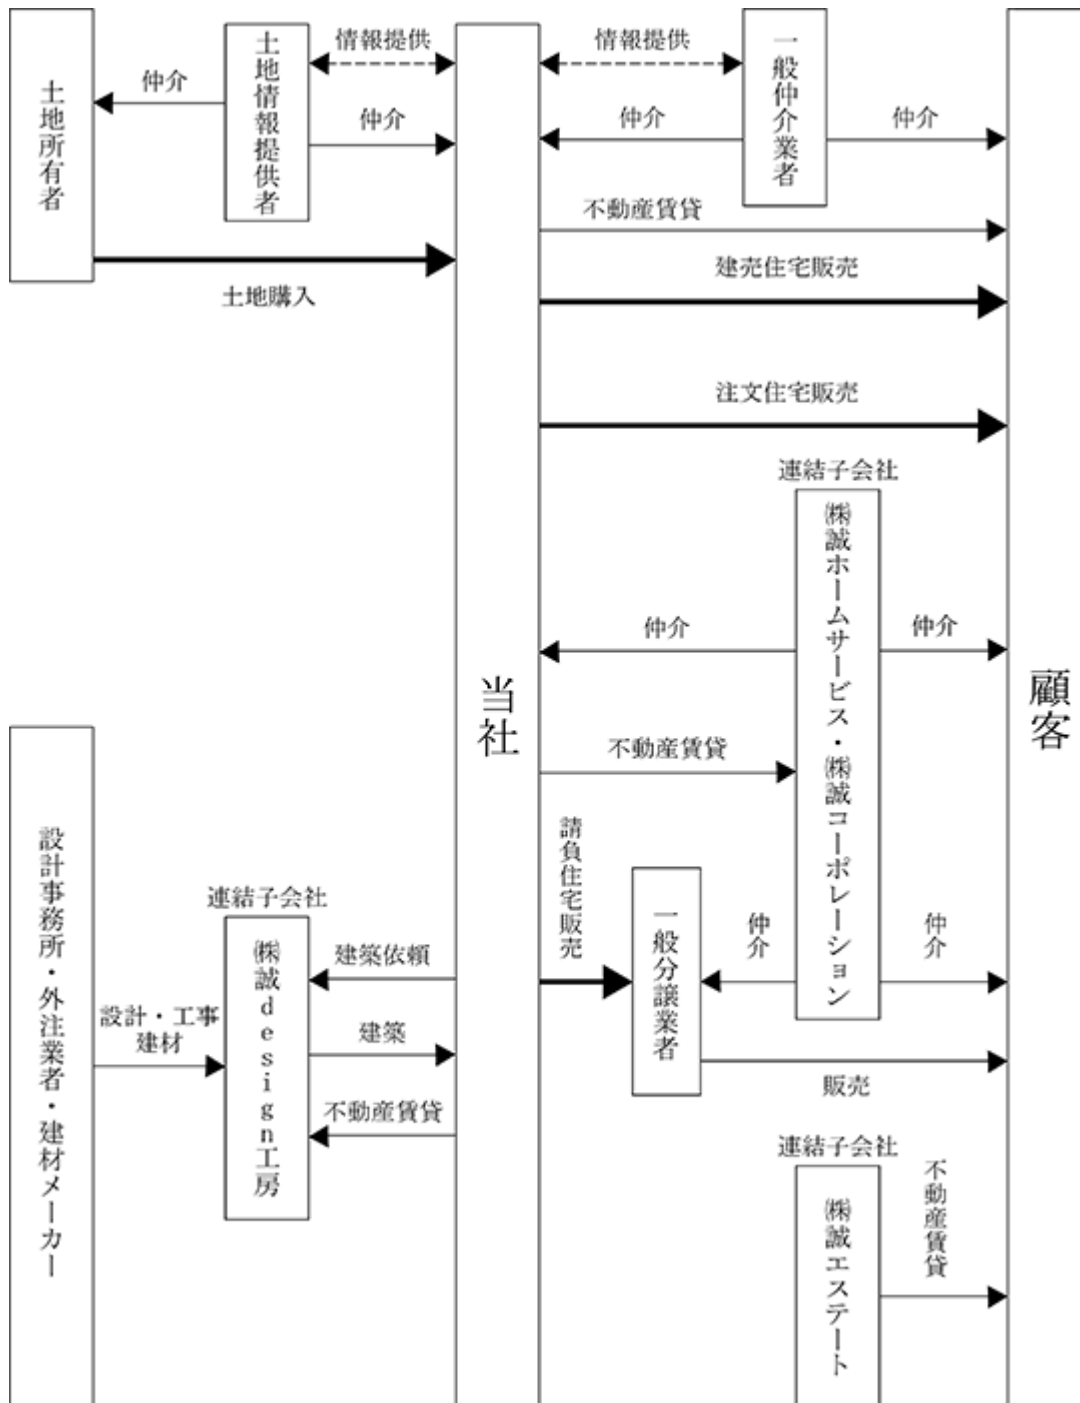 土地所有者
仲介
土地情報提供者
情報提供
仲介
土地購入
当社
情報提供
一般仲介業者
仲介
仲介
不動産賃貸
建売住宅販売
注文住宅販売
顧客
連結子会社
㈱誠ホームサービス・㈱誠コーポレーション
仲介
仲介
不動産賃貸
請負住宅販売
一般分譲業者
仲介
仲介
販売
設計事務所・外注業者・建材メーカー
設計・工事
建材
連結子会社
㈱誠design工房
建築依頼
建築
不動産賃貸
連結子会社
㈱誠エステート
不動産賃貸